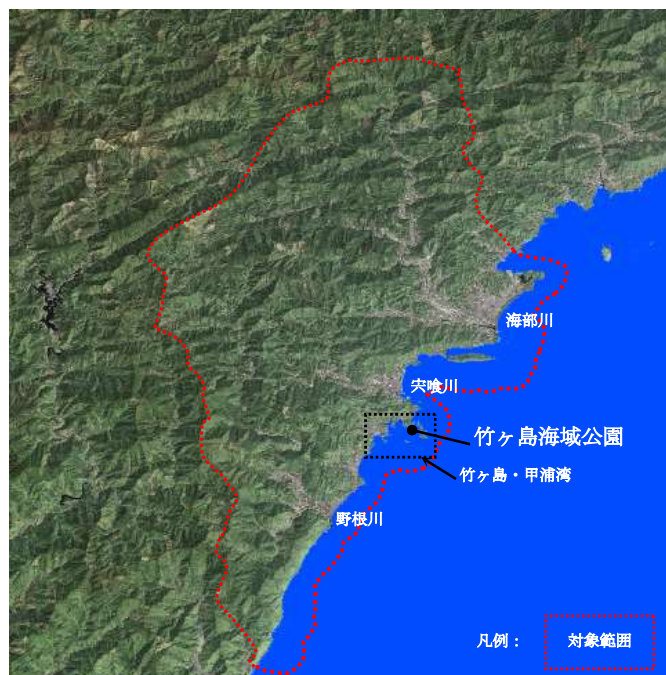 海部川
宍喰川
竹ヶ島海域公園
竹ヶ島・甲浦湾
野根川
凡例：
対象範囲